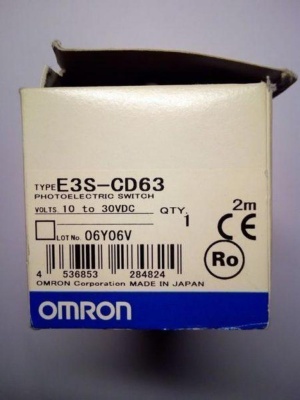 TYPE E3S-CD63
PHOTOELECTRIC SWITCH
VOLTS 10 to 30VDC QTY. 1
2m
LOT No. 06Y06V
CE
Ro
4 536853 284824
OMRON Corporation MADE IN JAPAN
OMRON